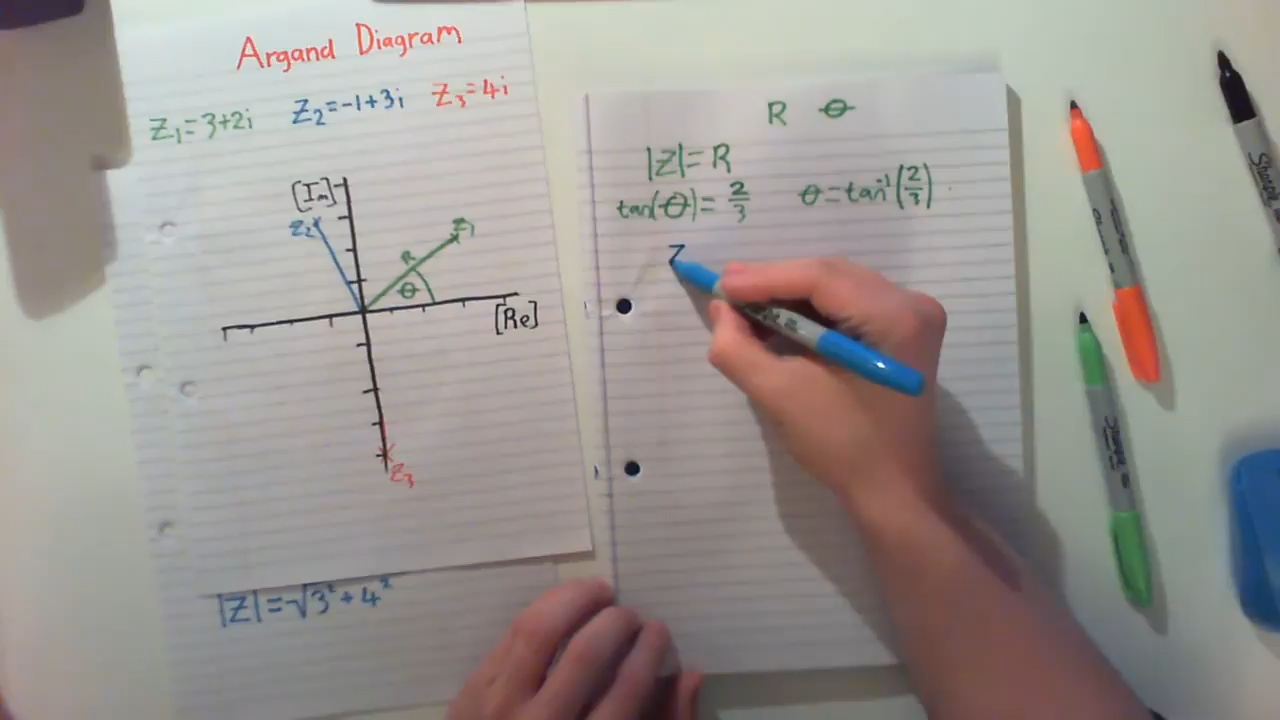 Argand Diagram
Z₁=3+2i Z₂=-1+3i Z₃=4i
[Im]
Z₂
Z₁
R
θ
[Re]
Z₃
|Z|=√3²+4²
R θ
|Z|=R
tan(θ)=2/3 θ=tan⁻¹(2/3)
Z